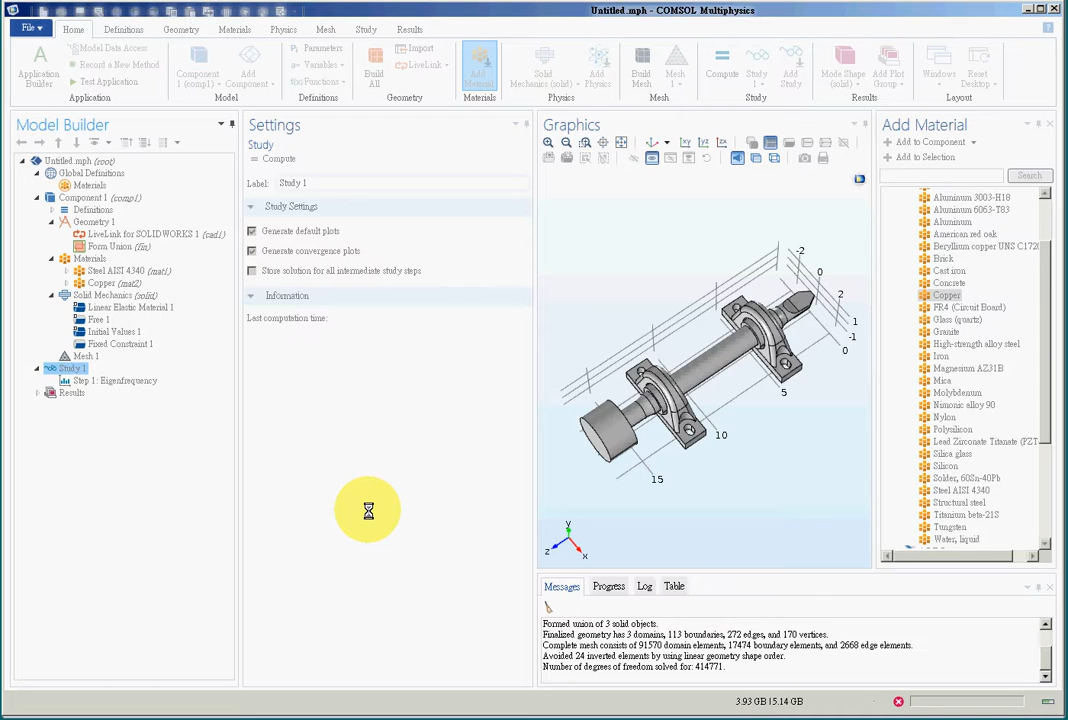 Untitled.mph - COMSOL Multiphysics
File Home Definitions Geometry Materials Physics Mesh Study Results
Application Builder
Model Data Access
Record a New Method
Test Application
Application
Component 1 (comp1)
Add Component
Model
Parameters
Variables
Functions
Definitions
Build All
Import
LiveLink
Geometry
Add Material
Materials
Solid Mechanics (solid)
Add Physics
Physics
Build Mesh
Mesh 1
Mesh
Compute
Study 1
Add Study
Study
Mode Shape (solid)
Add Plot Group
Results
Windows
Reset Desktop
Layout
Model Builder
Untitled.mph (root)
Global Definitions
Materials
Component 1 (comp1)
Definitions
Geometry 1
LiveLink for SOLIDWORKS 1 (cad1)
Form Union (fin)
Materials
Steel AISI 4340 (mat1)
Copper (mat2)
Solid Mechanics (solid)
Linear Elastic Material 1
Free 1
Initial Values 1
Fixed Constraint 1
Mesh 1
Study 1
Step 1: Eigenfrequency
Results
Settings
Study
= Compute
Label: Study 1
Study Settings
Generate default plots
Generate convergence plots
Store solution for all intermediate study steps
Information
Last computation time:
Graphics
-2
0
2
1
-1
0
5
10
15
y
z
x
Messages Progress Log Table
Formed union of 3 solid objects.
Finalized geometry has 3 domains, 113 boundaries, 272 edges, and 170 vertices.
Complete mesh consists of 91570 domain elements, 17474 boundary elements, and 2668 edge elements.
Avoided 24 inverted elements by using linear geometry shape order.
Number of degrees of freedom solved for: 414771.
Add Material
Add to Component
Add to Selection
Search
Aluminum 3003-H18
Aluminum 6063-T83
Aluminum
American red oak
Beryllium copper UNS C172
Brick
Cast iron
Concrete
Copper
FR4 (Circuit Board)
Glass (quartz)
Granite
High-strength alloy steel
Iron
Magnesium AZ31B
Mica
Molybdenum
Nimonic alloy 90
Nylon
Polysilicon
Lead Zirconate Titanate (PZT
Silica glass
Silicon
Solder, 60Sn-40Pb
Steel AISI 4340
Structural steel
Titanium beta-21S
Tungsten
Water, liquid
3.93 GB | 5.14 GB